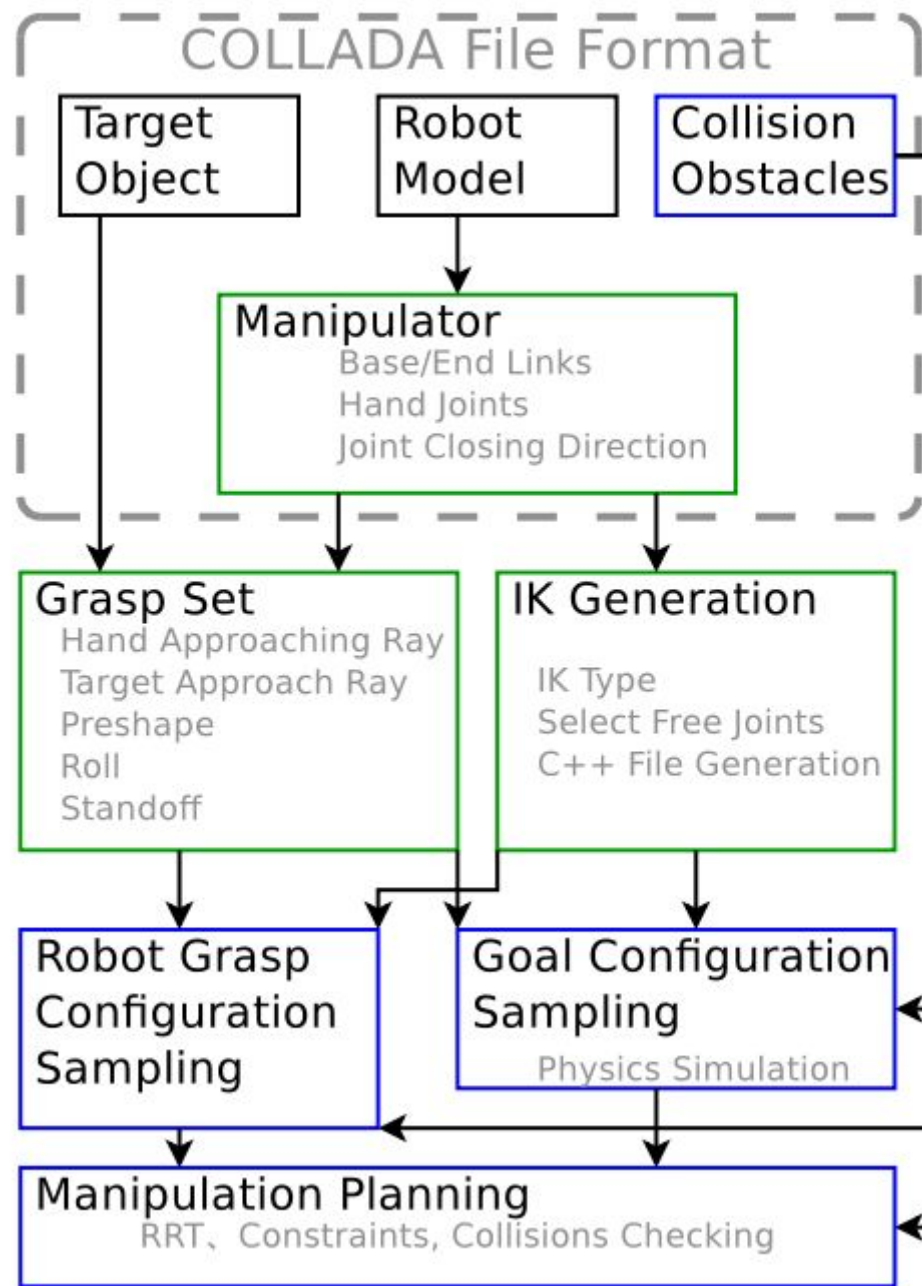 COLLADA File Format
Target
Object
Robot
Model
Collision
Obstacles
Manipulator
Base/End Links
Hand Joints
Joint Closing Direction
Grasp Set
Hand Approaching Ray
Target Approach Ray
Preshape
Roll
Standoff
IK Generation
IK Type
Select Free Joints
C++ File Generation
Robot Grasp
Configuration
Sampling
Goal Configuration
Sampling
Physics Simulation
Manipulation Planning
RRT、Constraints, Collisions Checking